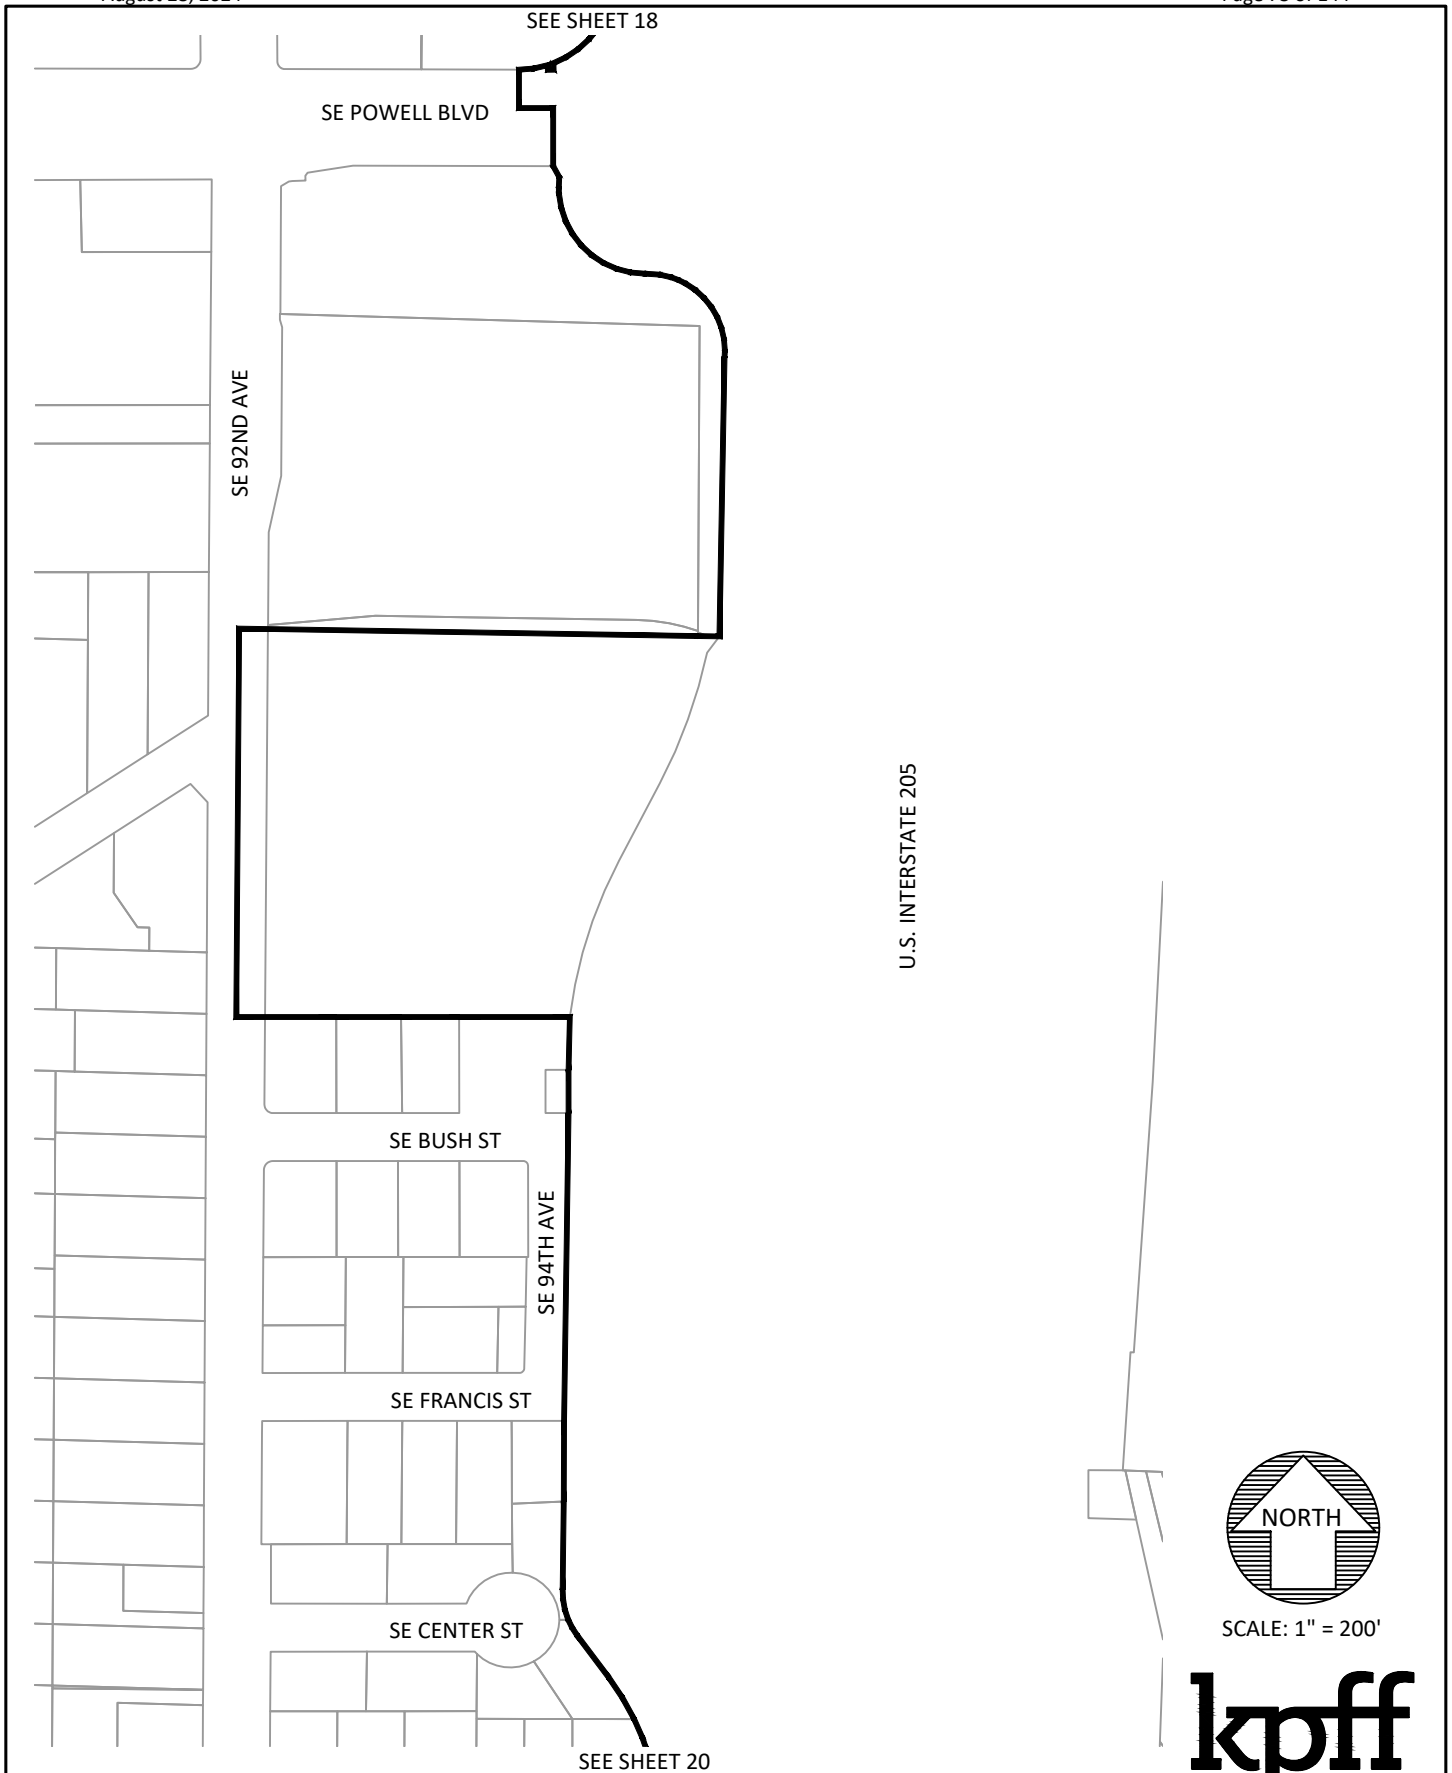 SEE SHEET 18
SE POWELL BLVD
SE 92ND AVE
U.S. INTERSTATE 205
SE BUSH ST
SE 94TH AVE
SE FRANCIS ST
NORTH
SE CENTER ST
SCALE: 1" = 200'
kpff
SEE SHEET 20